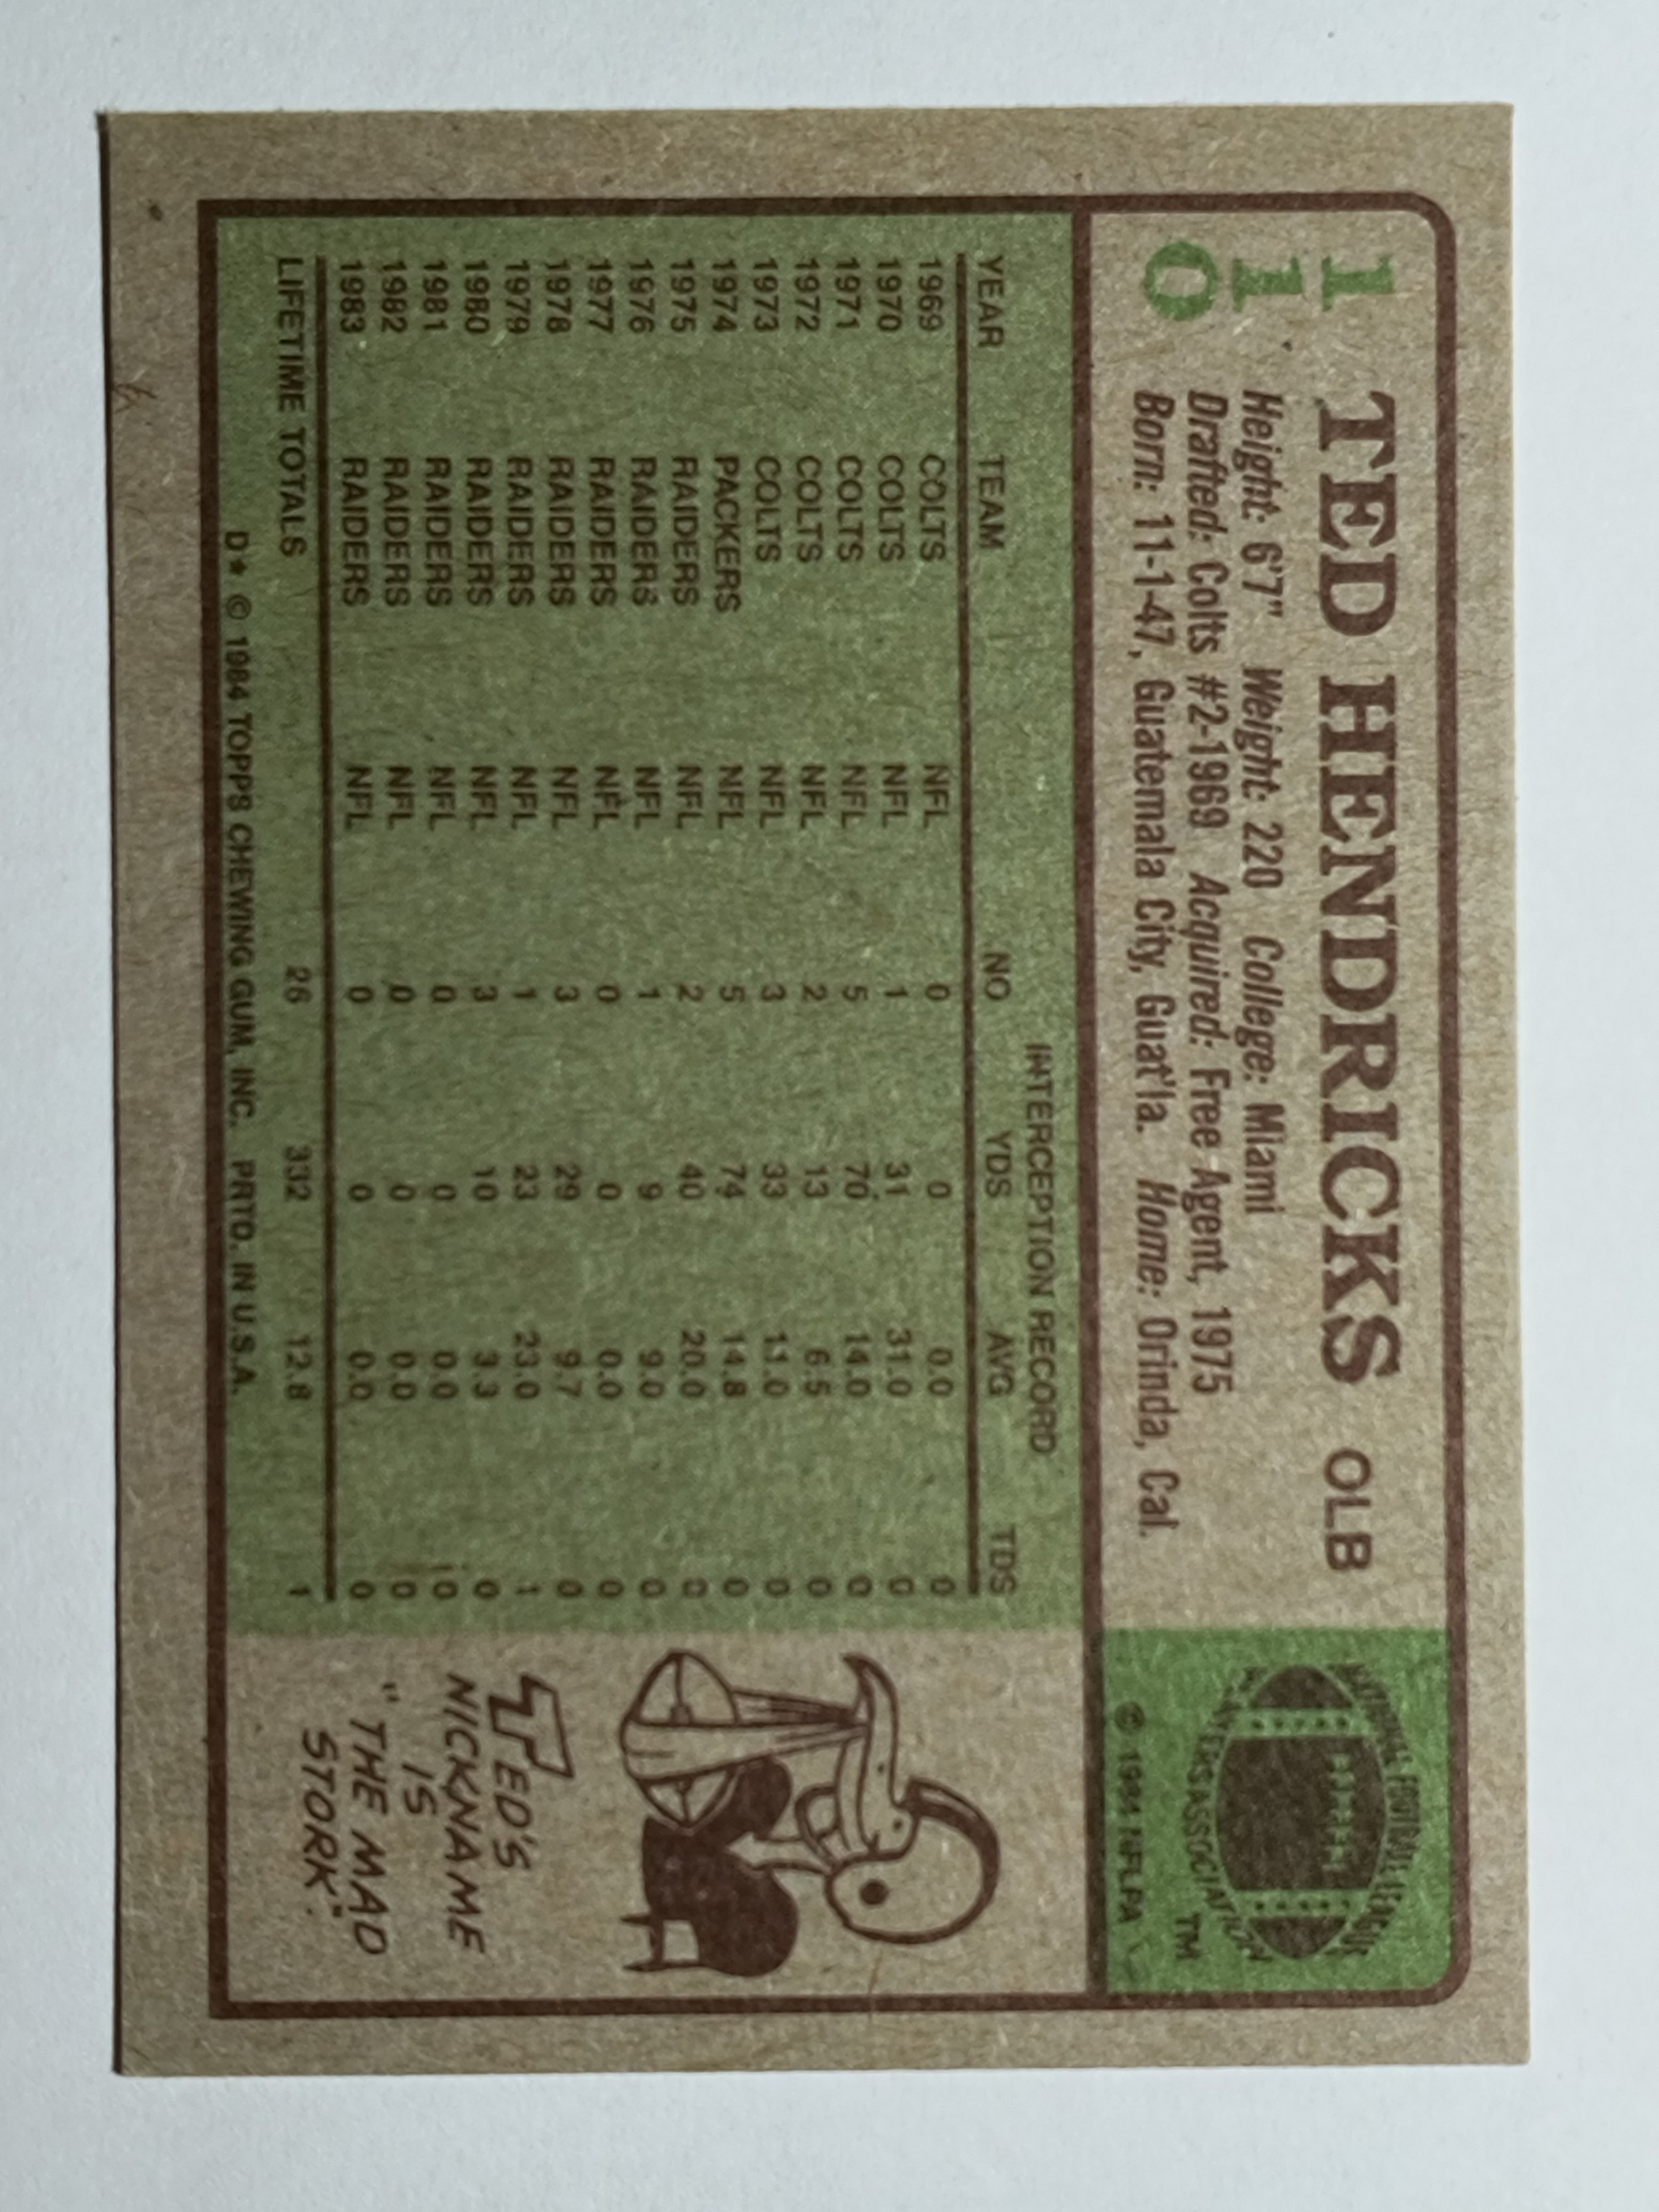 110
TED HENDRICKS OLB
Height: 6'7" Weight: 220 College: Miami
Drafted: Colts #2-1969 Acquired: Free Agent, 1975
Born: 11-1-47, Guatemala City, Guat'la. Home: Orinda, Cal.
NATIONAL FOOTBALL LEAGUE
PLAYERS ASSOCIATION
TM
© 1984 NFLPA
INTERCEPTION RECORD
YEAR TEAM NO YDS AVG TDS
1969 COLTS NFL 0 0 0.0 0
1970 COLTS NFL 1 31 31.0 0
1971 COLTS NFL 5 70 14.0 0
1972 COLTS NFL 2 13 6.5 0
1973 COLTS NFL 3 33 11.0 0
1974 PACKERS NFL 5 74 14.8 0
1975 RAIDERS NFL 2 40 20.0 0
1976 RAIDERS NFL 1 9 9.0 0
1977 RAIDERS NFL 0 0 0.0 0
1978 RAIDERS NFL 3 29 9.7 0
1979 RAIDERS NFL 1 23 23.0 1
1980 RAIDERS NFL 3 10 3.3 0
1981 RAIDERS NFL 0 0 0.0 0
1982 RAIDERS NFL 0 0 0.0 0
1983 RAIDERS NFL 0 0 0.0 0
LIFETIME TOTALS 26 332 12.8 1
D* © 1984 TOPPS CHEWING GUM, INC. PRTD. IN U.S.A.
TED'S
NICKNAME
IS
"THE MAD
STORK".